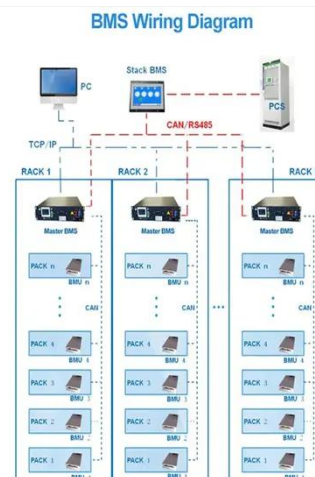 BMS Wiring Diagram
Stack BMS
PC
PCS
CAN/RS485
TCP/IP
RACK 1
RACK 2
RACK
Master BMS
Master BMS
Master BMS
PACK n
BMU n
PACK n
BMU n
PACK n
BMU n
CAN
CAN
CAN
PACK 4
BMU 4
PACK 4
BMU 4
PACK 4
BMU 4
PACK 3
BMU 3
PACK 3
BMU 3
PACK 3
BMU 3
PACK 2
BMU 2
PACK 2
BMU 2
PACK 2
BMU 2
PACK 1
PACK 1
PACK 1